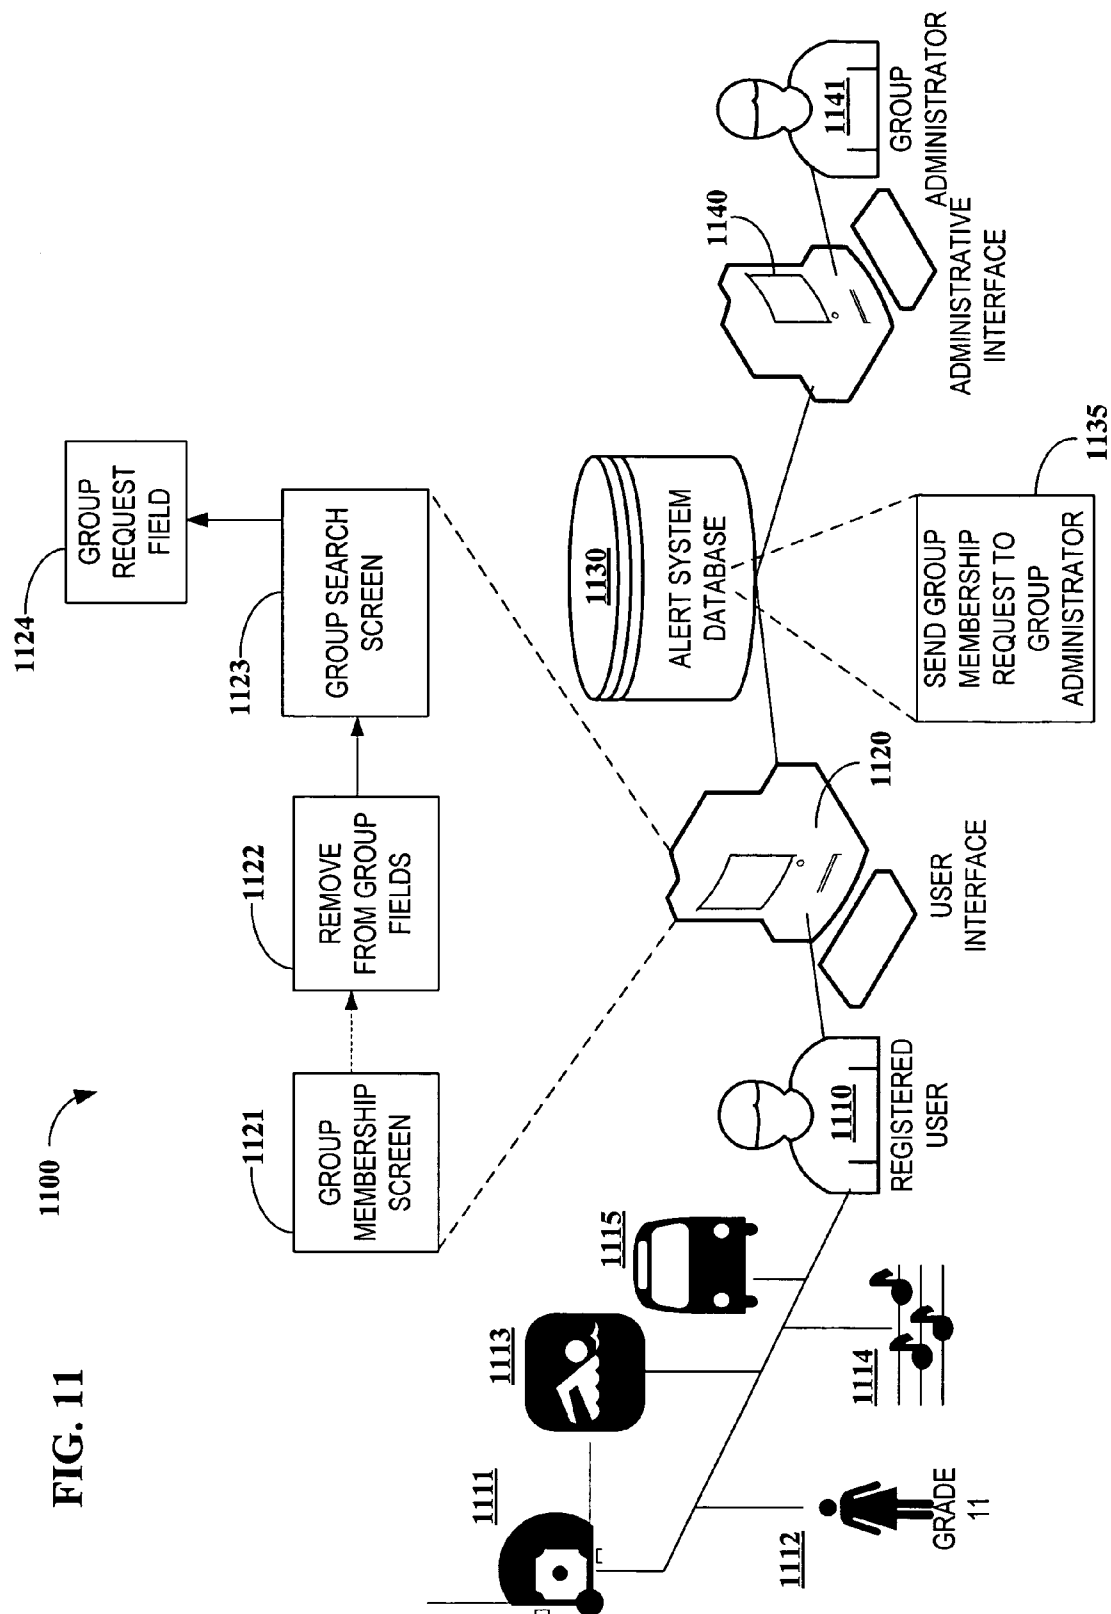 FIG. 11
1100
1121
GROUP
MEMBERSHIP
SCREEN
1122
REMOVE
FROM GROUP
FIELDS
1123
GROUP SEARCH
SCREEN
1124
GROUP
REQUEST
FIELD
1111
1113
1115
1112
GRADE
11
1114
1110
REGISTERED
USER
1120
USER
INTERFACE
1130
ALERT SYSTEM
DATABASE
1135
SEND GROUP
MEMBERSHIP
REQUEST TO
GROUP
ADMINISTRATOR
1140
ADMINISTRATIVE
INTERFACE
1141
GROUP
ADMINISTRATOR